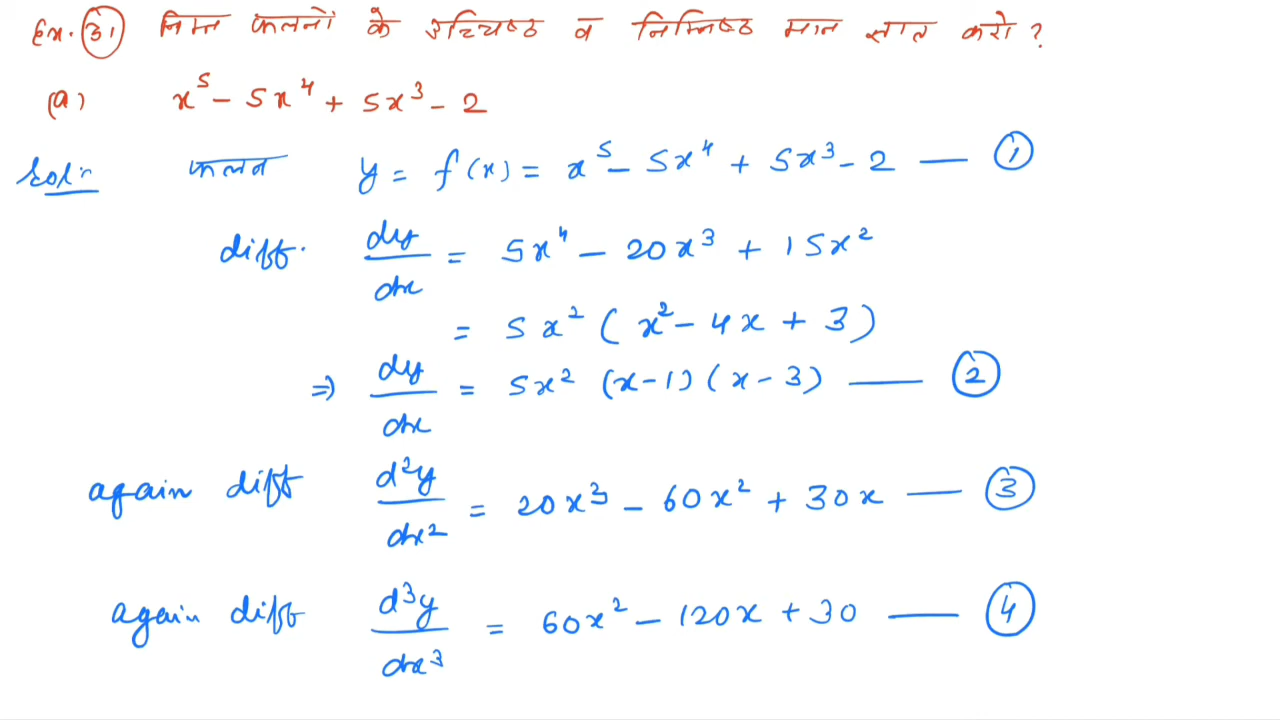 Ex. (3) निम्न फलनों के उच्चिष्ठ व निम्निष्ठ मान ज्ञात करो ?
(a) x⁵ - 5x⁴ + 5x³ - 2
Sol:- फलन y = f(x) = x⁵ - 5x⁴ + 5x³ - 2 — (1)
diff. dy/dx = 5x⁴ - 20x³ + 15x²
= 5x² (x² - 4x + 3)
⇒ dy/dx = 5x² (x-1) (x-3) — (2)
again diff d²y/dx² = 20x³ - 60x² + 30x — (3)
again diff d³y/dx³ = 60x² - 120x + 30 — (4)